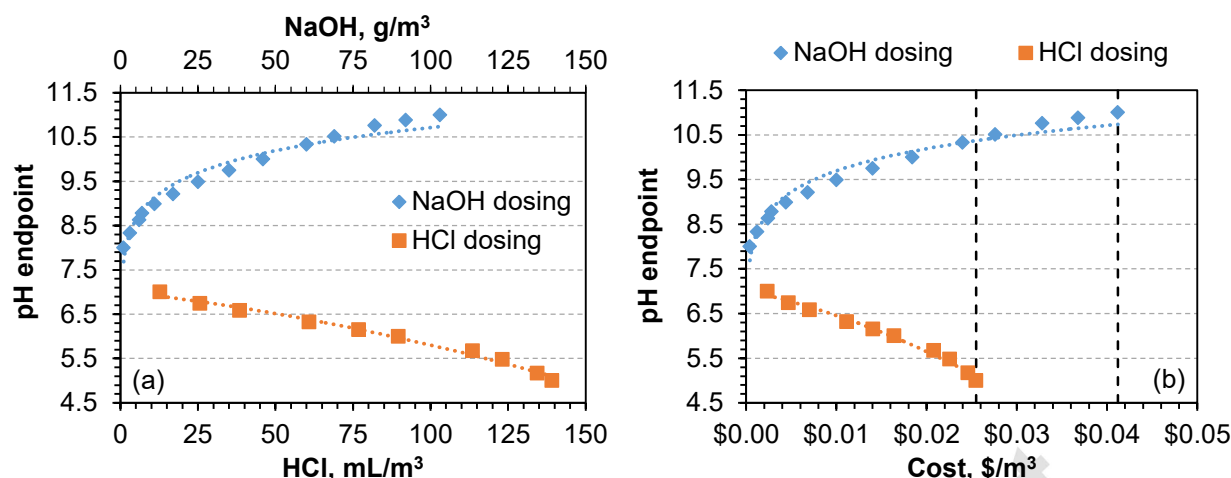 NaOH, g/m³
0 25 50 75 100 125 150
11.5
10.5
9.5
8.5
7.5
6.5
5.5
4.5
pH endpoint
NaOH dosing
HCl dosing
(a)
0 25 50 75 100 125 150
HCl, mL/m³
NaOH dosing HCl dosing
11.5
10.5
9.5
8.5
7.5
6.5
5.5
4.5
pH endpoint
(b)
$0.00 $0.01 $0.02 $0.03 $0.04 $0.05
Cost, $/m³